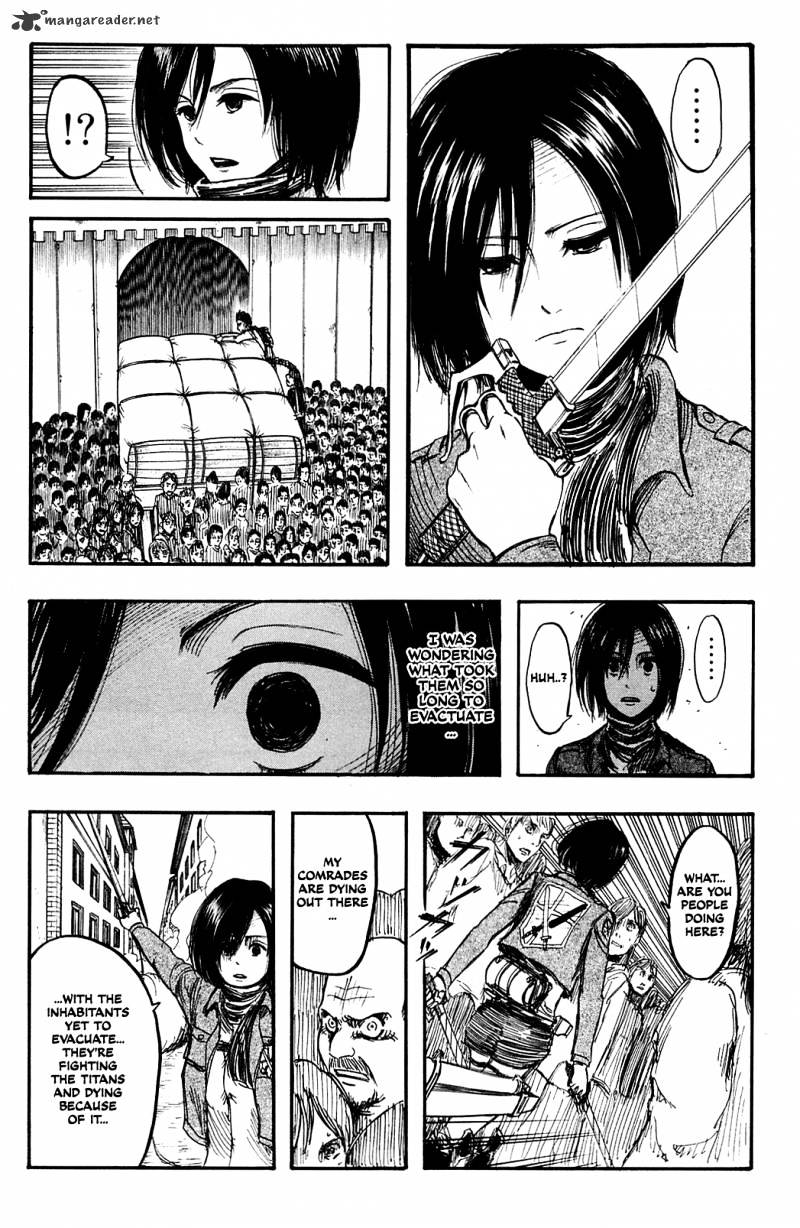 mangareader.net
......
!?
......
HUH..?
I WAS
WONDERING
WHAT TOOK
THEM SO
LONG TO
EVACTUATE
...
WHAT...
ARE YOU
PEOPLE
DOING
HERE?
MY
COMRADES
ARE DYING
OUT THERE
...
...WITH THE
INHABITANTS
YET TO
EVACUATE...
THEY'RE
FIGHTING
THE TITANS
AND DYING
BECAUSE
OF IT...